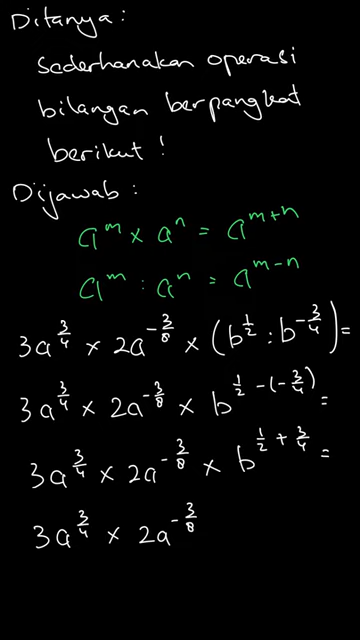 Ditanya :
sederhanakan operasi
bilangan berpangkat
berikut !
Dijawab :
a^m × a^n = a^{m+n}
a^m : a^n = a^{m-n}
3a^{3/4} × 2a^{-3/8} × (b^{1/2} : b^{-3/4}) =
3a^{3/4} × 2a^{-3/8} × b^{1/2 - (-3/4)} =
3a^{3/4} × 2a^{-3/8} × b^{1/2 + 3/4} =
3a^{3/4} × 2a^{-3/8}